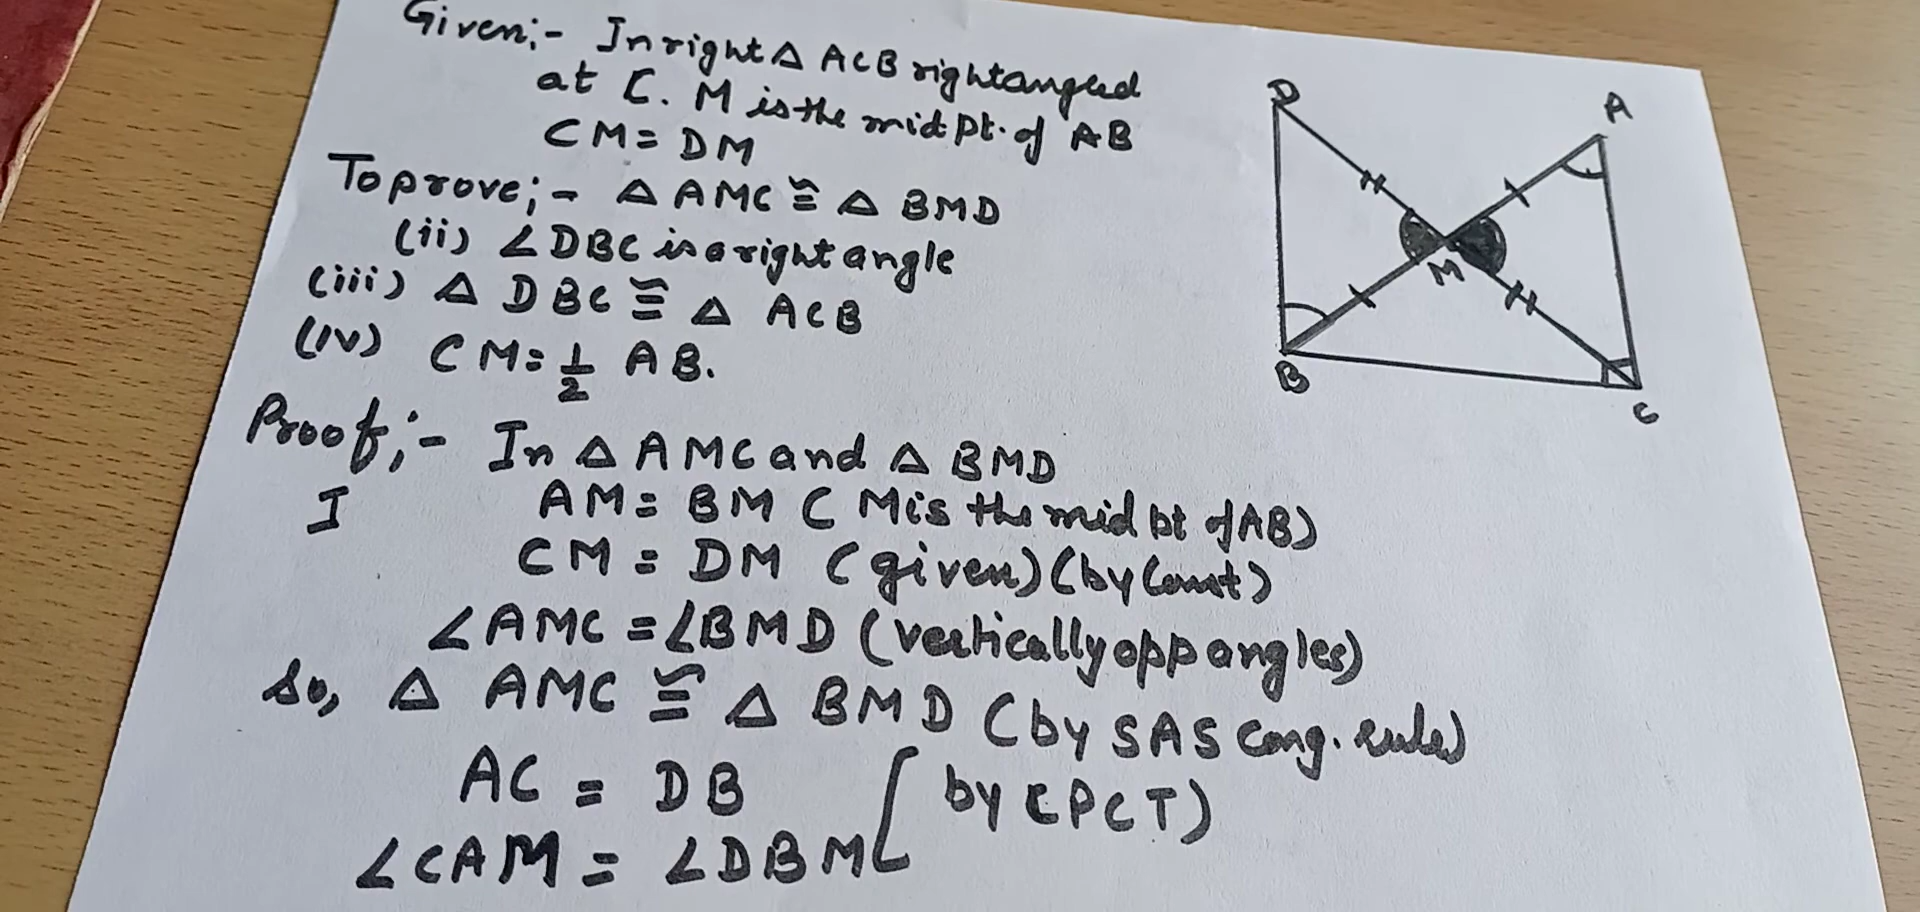 Given:- In right Δ ACB rightangled
at C. M is the mid pt. of AB
CM = DM
To prove:- Δ AMC ≅ Δ BMD
(ii) ∠DBC is a right angle
(iii) Δ DBC ≅ Δ ACB
(iv) CM = 1/2 AB.
Proof:- In Δ AMC and Δ BMD
I AM = BM ( M is the mid pt of AB)
CM = DM (given) (by Const)
∠AMC = ∠BMD (vertically opp angles)
So, Δ AMC ≅ Δ BMD (by SAS cong. rule)
AC = DB [by CPCT)
∠CAM = ∠DBM
D
A
M
B
C